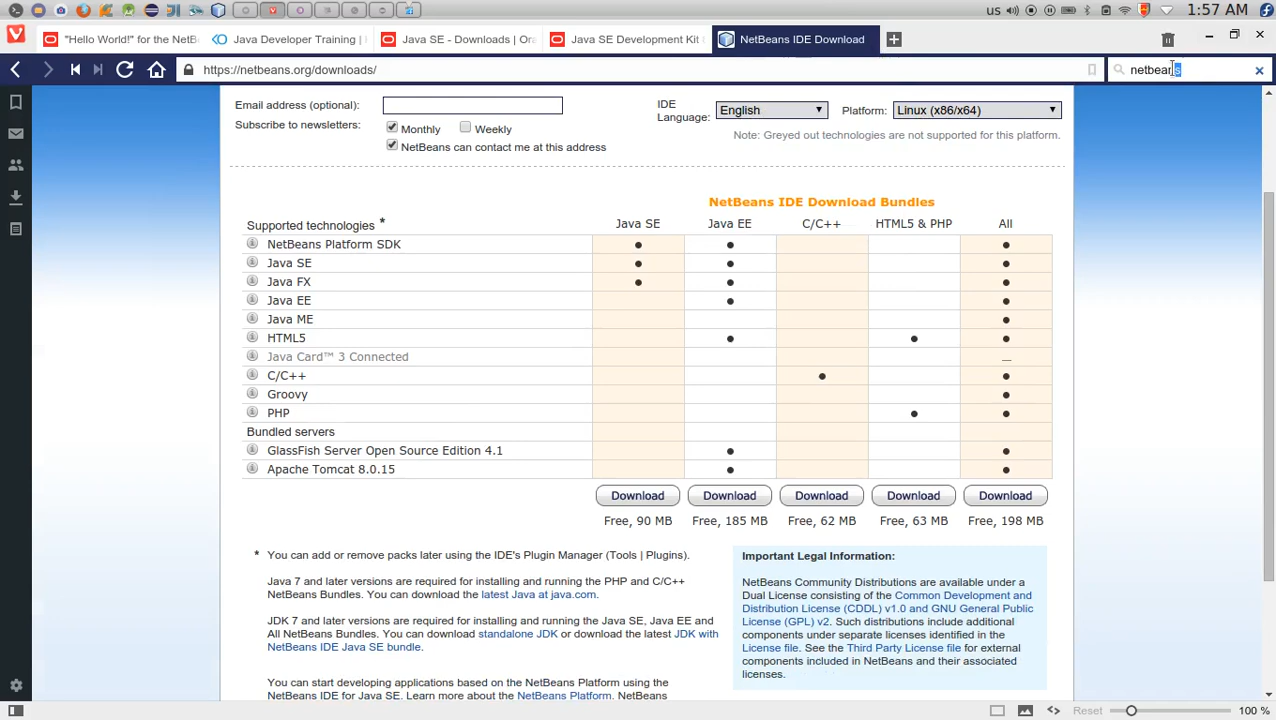 us 1:57 AM
"Hello World!" for the NetB
Java Developer Training |
Java SE - Downloads | Ora
Java SE Development Kit
NetBeans IDE Download
https://netbeans.org/downloads/
netbeans
Email address (optional):
Subscribe to newsletters:
Monthly Weekly
NetBeans can contact me at this address
IDE Language: English
Platform: Linux (x86/x64)
Note: Greyed out technologies are not supported for this platform.
NetBeans IDE Download Bundles
Supported technologies * Java SE Java EE C/C++ HTML5 & PHP All
NetBeans Platform SDK
Java SE
Java FX
Java EE
Java ME
HTML5
Java Card™ 3 Connected —
C/C++
Groovy
PHP
Bundled servers
GlassFish Server Open Source Edition 4.1
Apache Tomcat 8.0.15
Download Download Download Download Download
Free, 90 MB Free, 185 MB Free, 62 MB Free, 63 MB Free, 198 MB
* You can add or remove packs later using the IDE's Plugin Manager (Tools | Plugins).
Java 7 and later versions are required for installing and running the PHP and C/C++
NetBeans Bundles. You can download the latest Java at java.com.
JDK 7 and later versions are required for installing and running the Java SE, Java EE and
All NetBeans Bundles. You can download standalone JDK or download the latest JDK with
NetBeans IDE Java SE bundle.
You can start developing applications based on the NetBeans Platform using the
NetBeans IDE for Java SE. Learn more about the NetBeans Platform. NetBeans
Important Legal Information:
NetBeans Community Distributions are available under a
Dual License consisting of the Common Development and
Distribution License (CDDL) v1.0 and GNU General Public
License (GPL) v2. Such distributions include additional
components under separate licenses identified in the
License file. See the Third Party License file for external
components included in NetBeans and their associated
licenses.
Reset 100 %